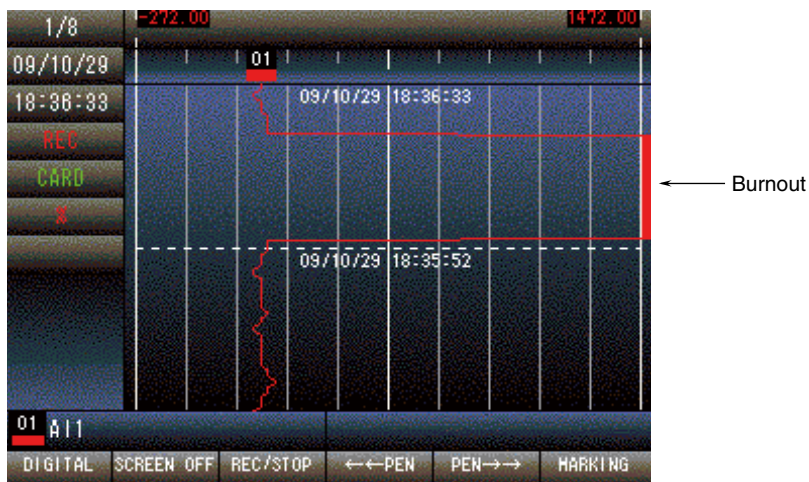 1/8
-272.00
1472.00
09/10/29
01
18:36:33
09/10/29 18:36:33
REC
CARD
%
Burnout
09/10/29 18:35:52
01 AI1
DIGITAL SCREEN OFF REC/STOP ←←PEN PEN→→ MARKING